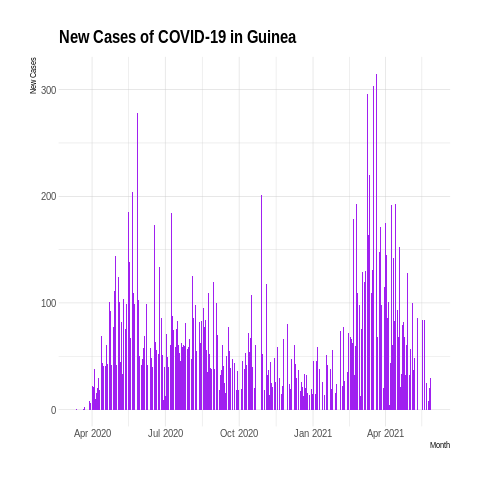 New Cases of COVID-19 in Guinea
New Cases
300
200
100
0
Apr 2020 Jul 2020 Oct 2020 Jan 2021 Apr 2021
Month